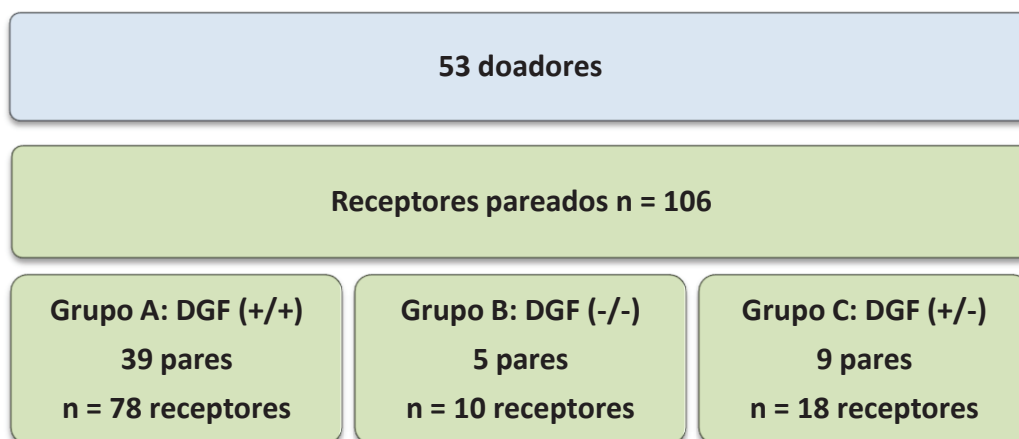 53 doadores
Receptores pareados n = 106
Grupo A: DGF (+/+)
39 pares
n = 78 receptores
Grupo B: DGF (-/-)
5 pares
n = 10 receptores
Grupo C: DGF (+/-)
9 pares
n = 18 receptores